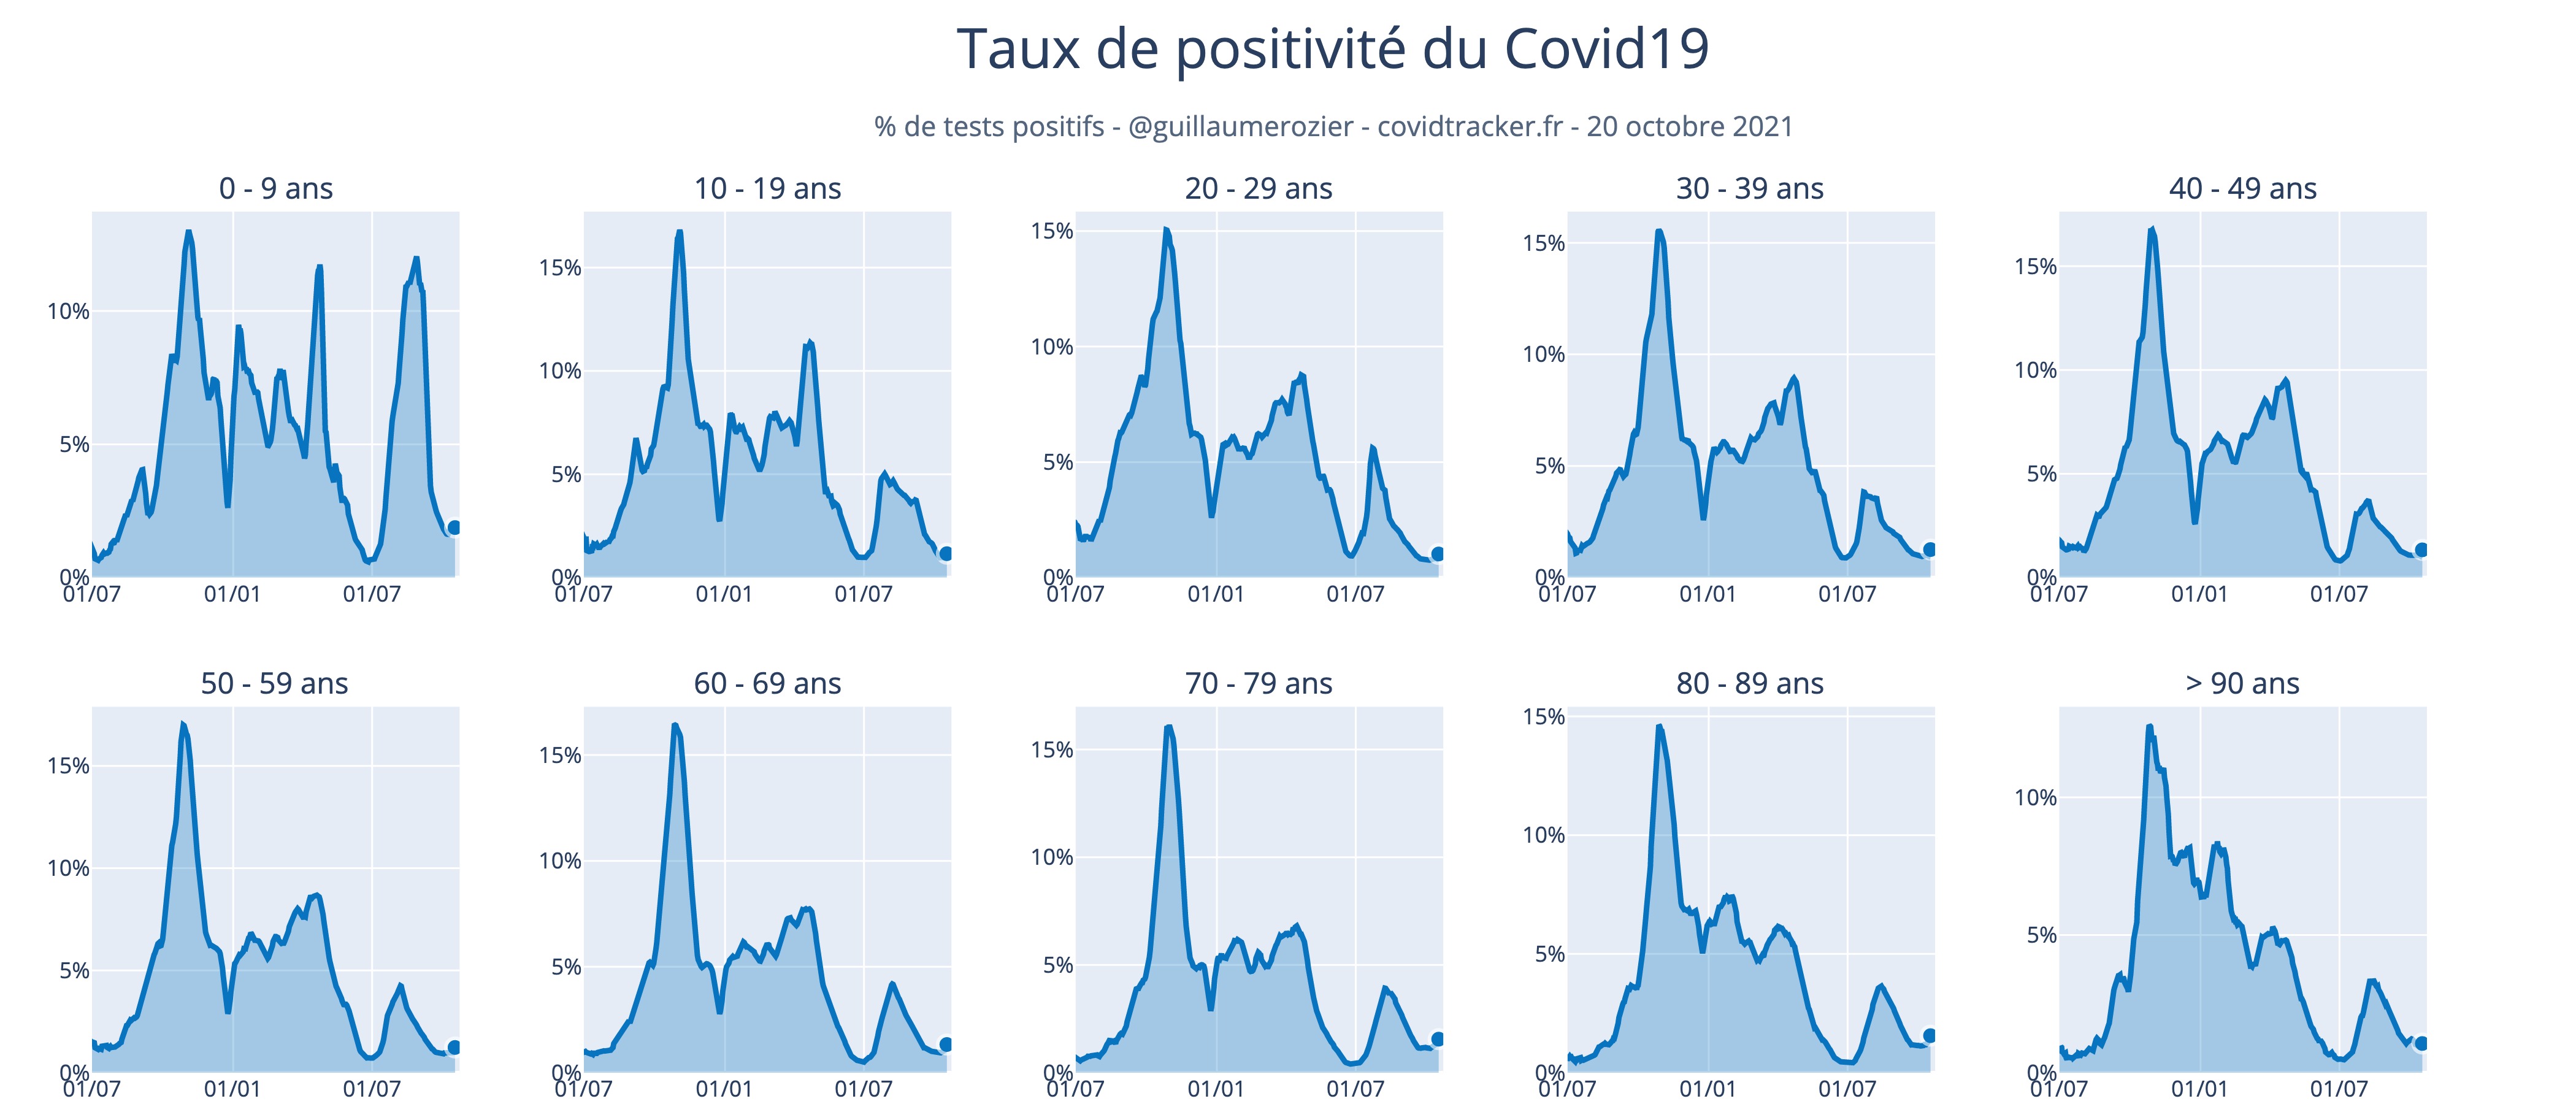 Taux de positivité du Covid19
% de tests positifs - @guillaumerozier - covidtracker.fr - 20 octobre 2021
0 - 9 ans
10%
5%
0%
01/07 01/01 01/07
10 - 19 ans
15%
10%
5%
0%
01/07 01/01 01/07
20 - 29 ans
15%
10%
5%
0%
01/07 01/01 01/07
30 - 39 ans
15%
10%
5%
0%
01/07 01/01 01/07
40 - 49 ans
15%
10%
5%
0%
01/07 01/01 01/07
50 - 59 ans
15%
10%
5%
0%
01/07 01/01 01/07
60 - 69 ans
15%
10%
5%
0%
01/07 01/01 01/07
70 - 79 ans
15%
10%
5%
0%
01/07 01/01 01/07
80 - 89 ans
15%
10%
5%
0%
01/07 01/01 01/07
> 90 ans
10%
5%
0%
01/07 01/01 01/07